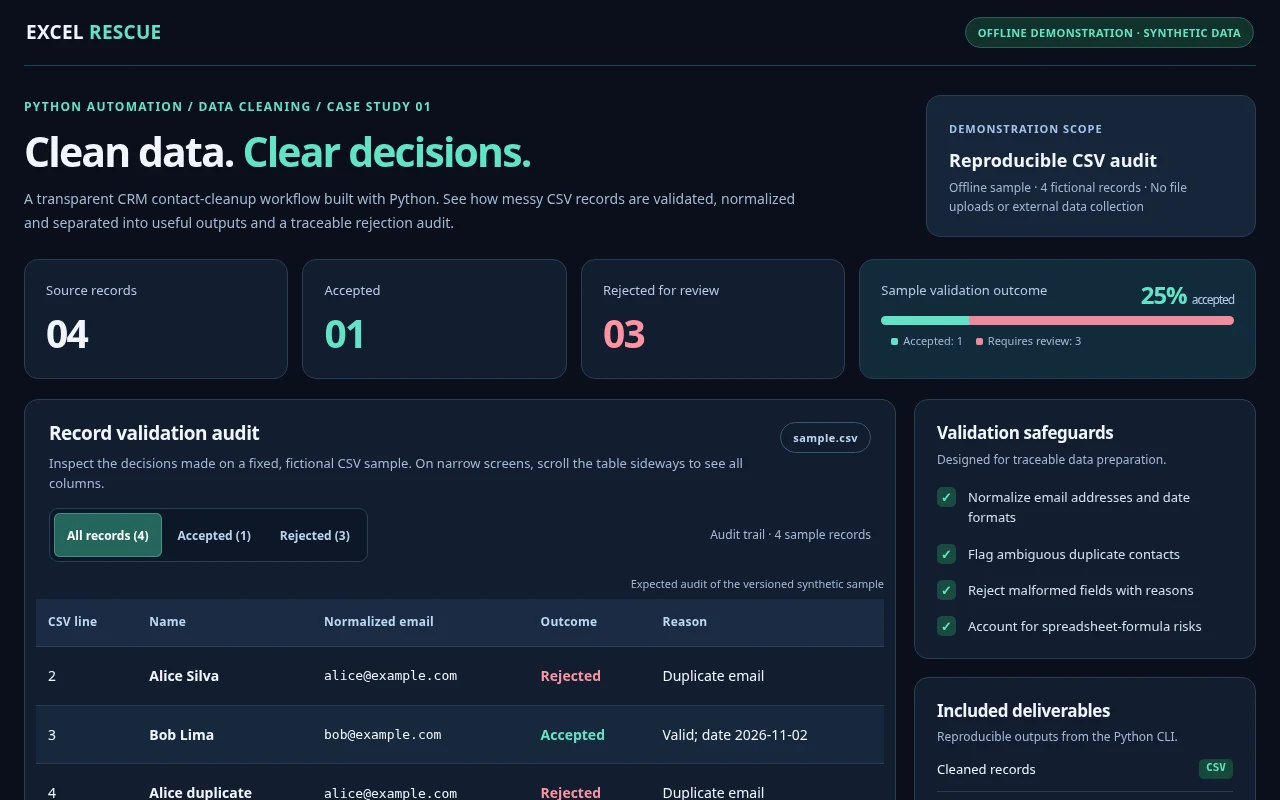 EXCEL RESCUE
OFFLINE DEMONSTRATION · SYNTHETIC DATA
PYTHON AUTOMATION / DATA CLEANING / CASE STUDY 01
Clean data. Clear decisions.
A transparent CRM contact-cleanup workflow built with Python. See how messy CSV records are validated, normalized
and separated into useful outputs and a traceable rejection audit.
DEMONSTRATION SCOPE
Reproducible CSV audit
Offline sample · 4 fictional records · No file
uploads or external data collection
Source records
04
Accepted
01
Rejected for review
03
Sample validation outcome
25% accepted
Accepted: 1 Requires review: 3
Record validation audit
sample.csv
Inspect the decisions made on a fixed, fictional CSV sample. On narrow screens, scroll the table sideways to see all
columns.
All records (4) Accepted (1) Rejected (3)
Audit trail · 4 sample records
Expected audit of the versioned synthetic sample
CSV line Name Normalized email Outcome Reason
2 Alice Silva alice@example.com Rejected Duplicate email
3 Bob Lima bob@example.com Accepted Valid; date 2026-11-02
4 Alice duplicate alice@example.com Rejected Duplicate email
Validation safeguards
Designed for traceable data preparation.
✓ Normalize email addresses and date
formats
✓ Flag ambiguous duplicate contacts
✓ Reject malformed fields with reasons
✓ Account for spreadsheet-formula risks
Included deliverables
Reproducible outputs from the Python CLI.
Cleaned records CSV